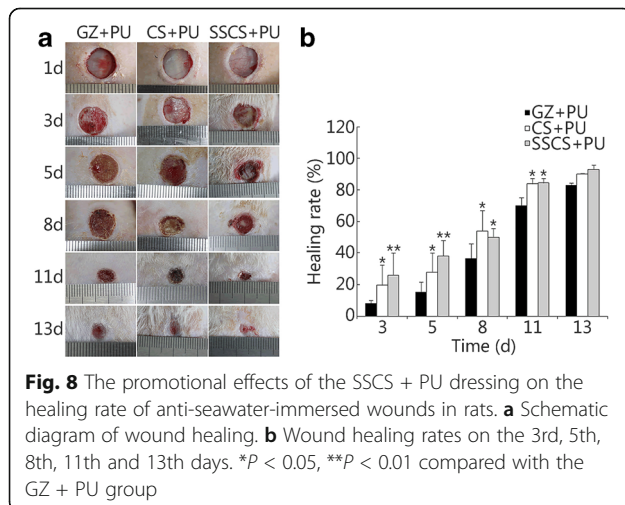 a
GZ+PU CS+PU SSCS+PU
1d
3d
5d
8d
11d
13d
b
GZ+PU
CS+PU
SSCS+PU
Healing rate (%)
120
100
80
60
40
20
0
* ** * ** * * * *
3 5 8 11 13
Time (d)
Fig. 8 The promotional effects of the SSCS + PU dressing on the
healing rate of anti-seawater-immersed wounds in rats. a Schematic
diagram of wound healing. b Wound healing rates on the 3rd, 5th,
8th, 11th and 13th days. *P < 0.05, **P < 0.01 compared with the
GZ + PU group